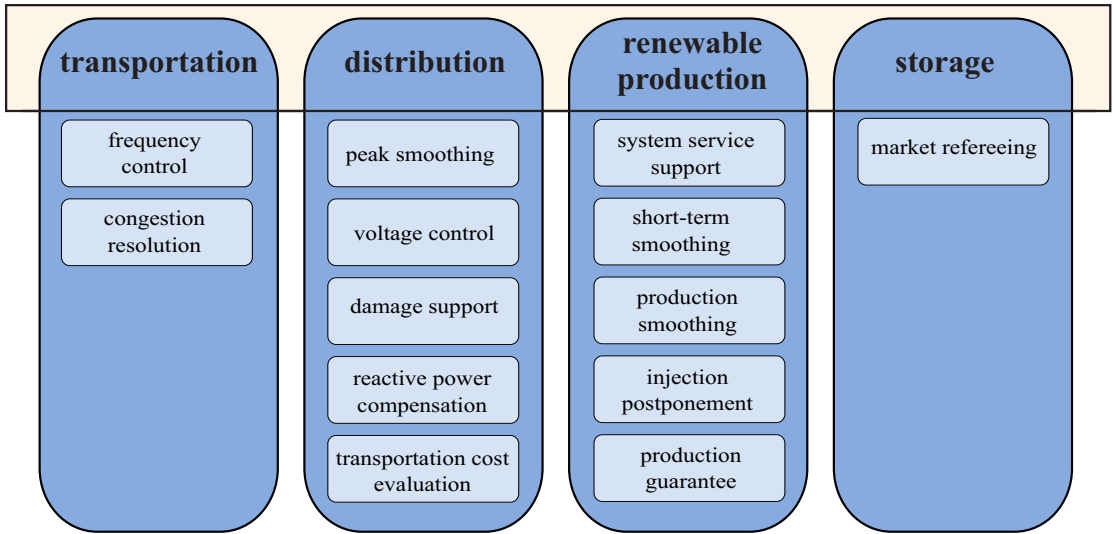 transportation
frequency
control
congestion
resolution
distribution
peak smoothing
voltage control
damage support
reactive power
compensation
transportation cost
evaluation
renewable
production
system service
support
short-term
smoothing
production
smoothing
injection
postponement
production
guarantee
storage
market refereeing